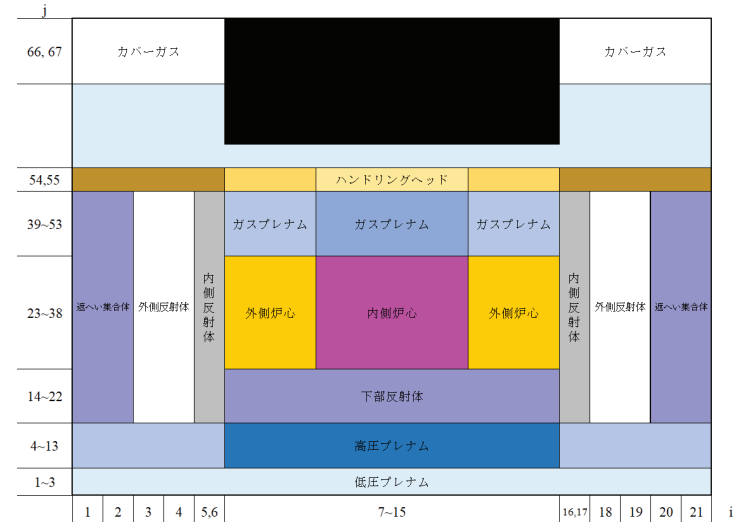 j
66, 67
カバーガス
カバーガス
54,55
ハンドリングヘッド
39~53
ガスプレナム
ガスプレナム
ガスプレナム
23~38
遮へい集合体
外側反射体
内側反射体
外側炉心
内側炉心
外側炉心
内側反射体
外側反射体
遮へい集合体
14~22
下部反射体
4~13
高圧プレナム
1~3
低圧プレナム
1 2 3 4 5,6 7~15 16,17 18 19 20 21 i